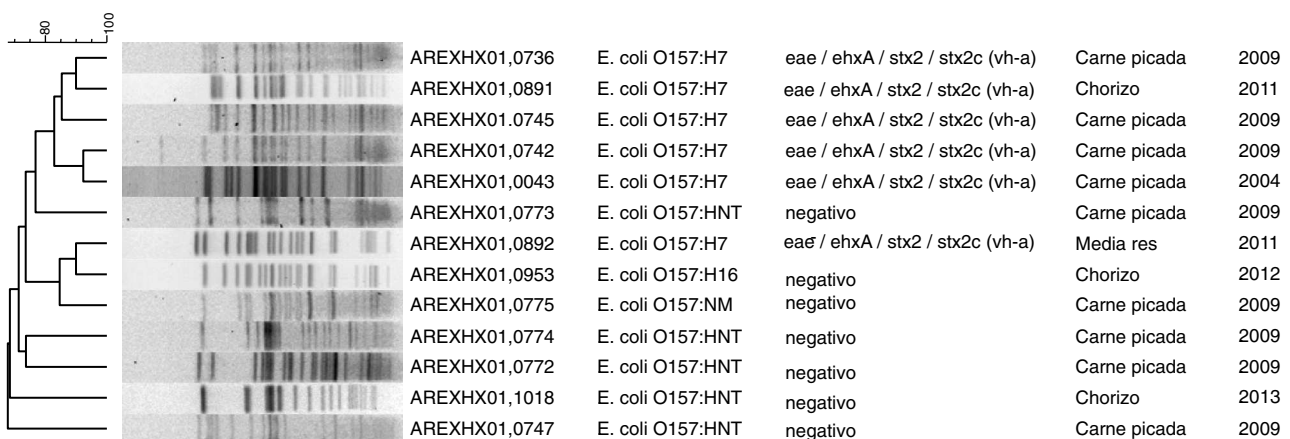 80 100
AREXHX01,0736 E. coli O157:H7 eae / ehxA / stx2 / stx2c (vh-a) Carne picada 2009
AREXHX01,0891 E. coli O157:H7 eae / ehxA / stx2 / stx2c (vh-a) Chorizo 2011
AREXHX01.0745 E. coli O157:H7 eae / ehxA / stx2 / stx2c (vh-a) Carne picada 2009
AREXHX01,0742 E. coli O157:H7 eae / ehxA / stx2 / stx2c (vh-a) Carne picada 2009
AREXHX01,0043 E. coli O157:H7 eae / ehxA / stx2 / stx2c (vh-a) Carne picada 2004
AREXHX01,0773 E. coli O157:HNT negativo Carne picada 2009
AREXHX01,0892 E. coli O157:H7 eae / ehxA / stx2 / stx2c (vh-a) Media res 2011
AREXHX01,0953 E. coli O157:H16 negativo Chorizo 2012
AREXHX01,0775 E. coli O157:NM negativo Carne picada 2009
AREXHX01,0774 E. coli O157:HNT negativo Carne picada 2009
AREXHX01,0772 E. coli O157:HNT negativo Carne picada 2009
AREXHX01,1018 E. coli O157:HNT negativo Chorizo 2013
AREXHX01,0747 E. coli O157:HNT negativo Carne picada 2009